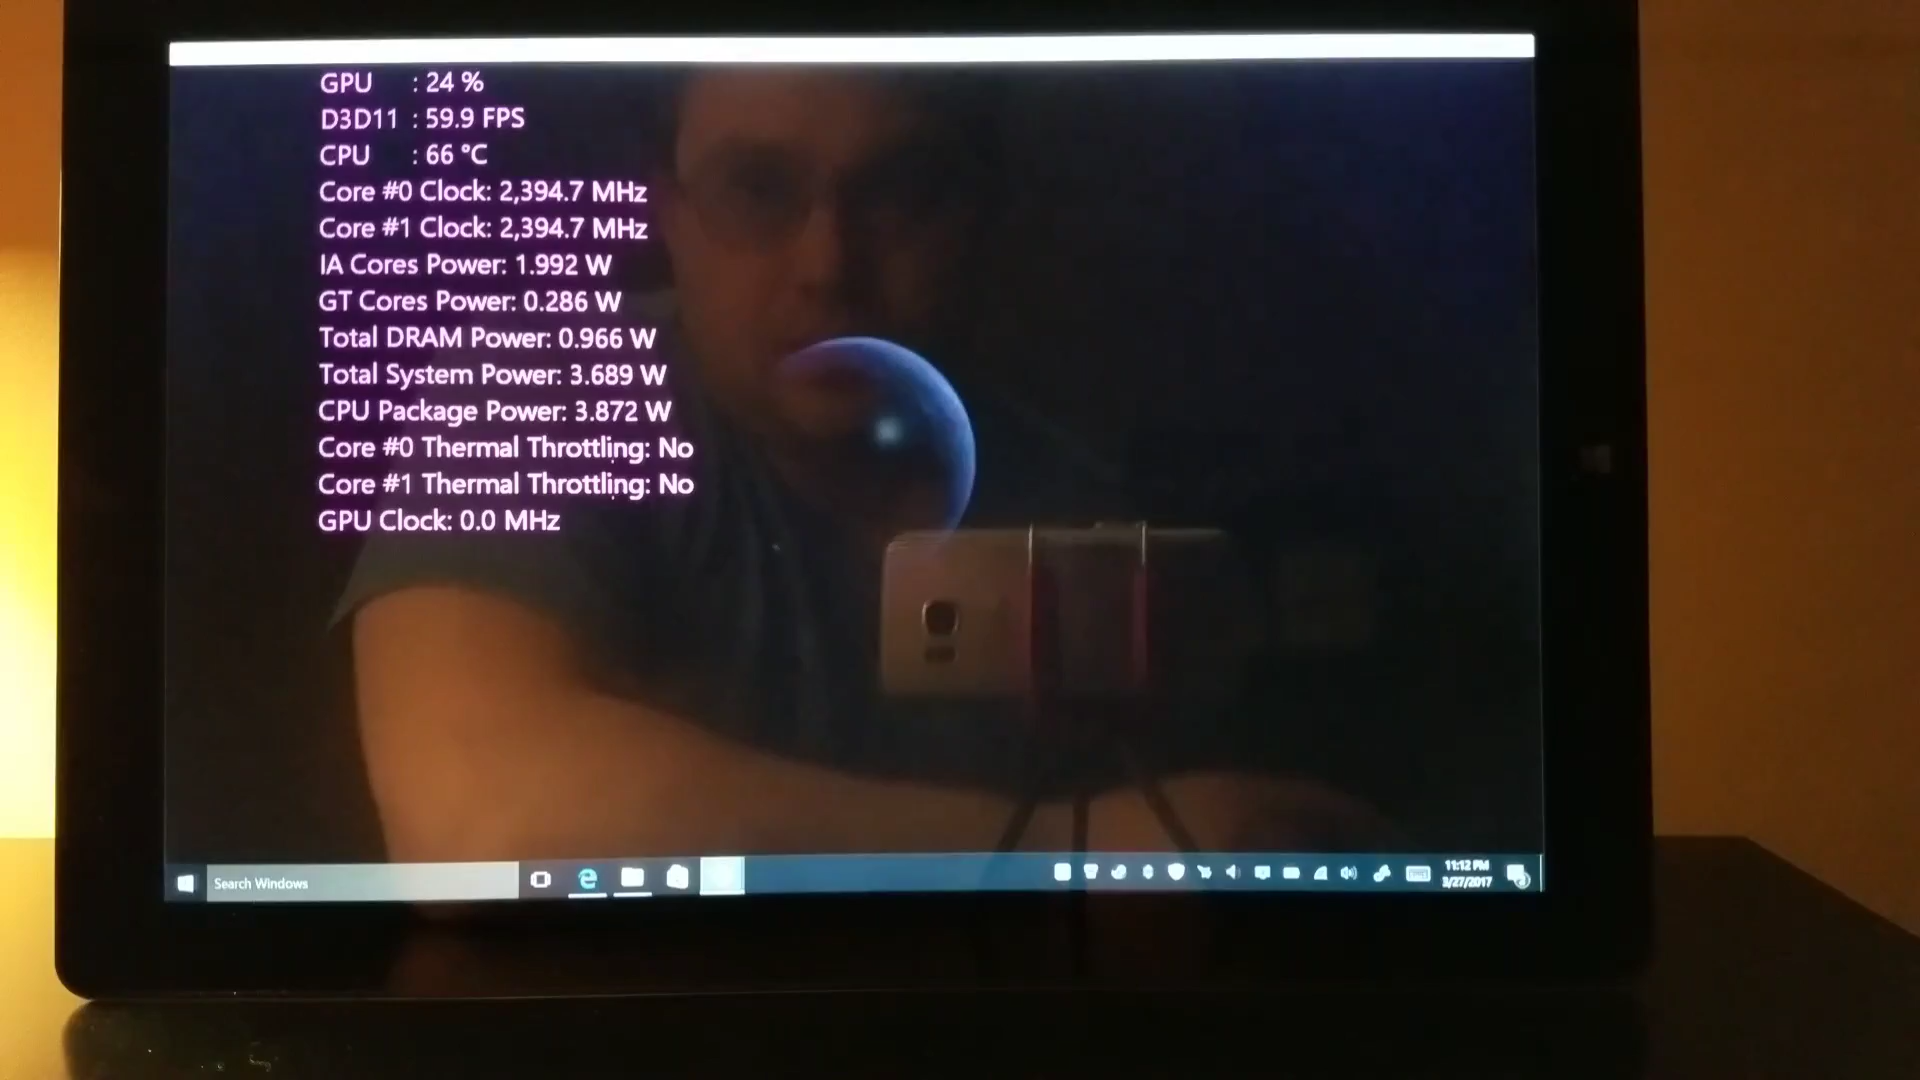 GPU : 24 %
D3D11 : 59.9 FPS
CPU : 66 °C
Core #0 Clock: 2,394.7 MHz
Core #1 Clock: 2,394.7 MHz
IA Cores Power: 1.992 W
GT Cores Power: 0.286 W
Total DRAM Power: 0.966 W
Total System Power: 3.689 W
CPU Package Power: 3.872 W
Core #0 Thermal Throttling: No
Core #1 Thermal Throttling: No
GPU Clock: 0.0 MHz
Search Windows
11:12 PM
3/27/2017